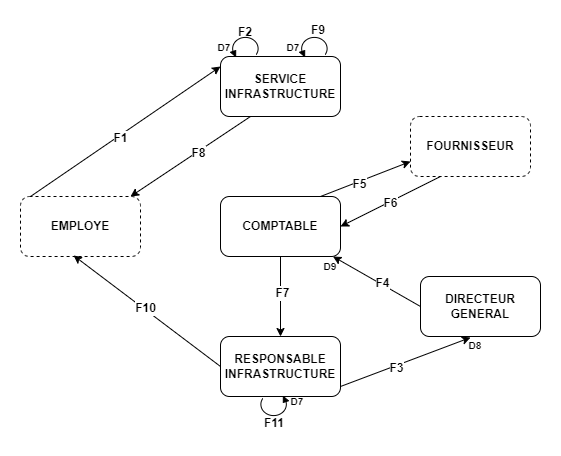 F2
F9
D7
D7
SERVICE
INFRASTRUCTURE
F1
F8
FOURNISSEUR
F5
F6
EMPLOYE
COMPTABLE
D9
F7
F4
DIRECTEUR
GENERAL
F10
D8
RESPONSABLE
INFRASTRUCTURE
F3
D7
F11